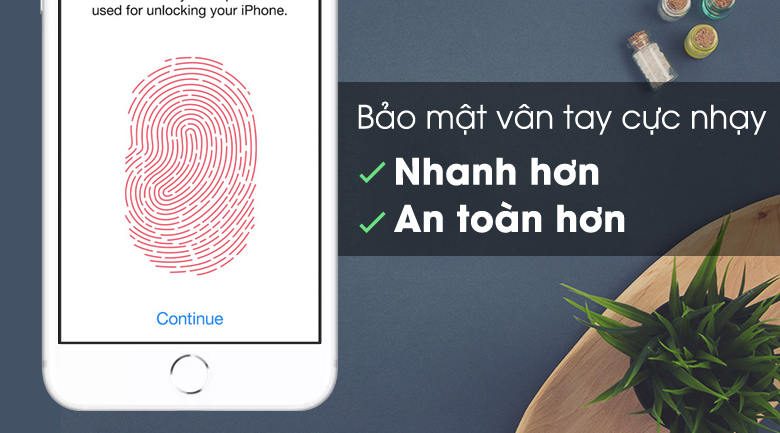 used for unlocking your iPhone.
Continue
Bảo mật vân tay cực nhạy
Nhanh hơn
An toàn hơn